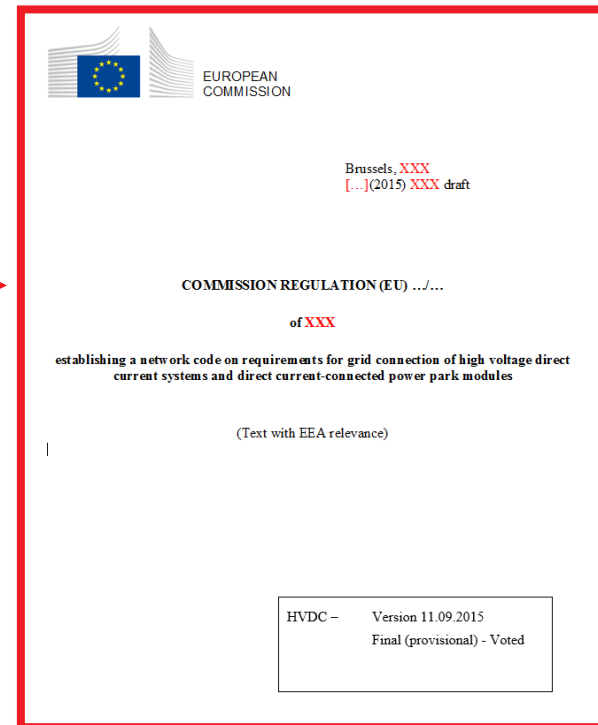 EUROPEAN
COMMISSION
Brussels, XXX
[…](2015) XXX draft
COMMISSION REGULATION (EU) …/…
of XXX
establishing a network code on requirements for grid connection of high voltage direct
current systems and direct current-connected power park modules
(Text with EEA relevance)
HVDC – Version 11.09.2015
Final (provisional) - Voted